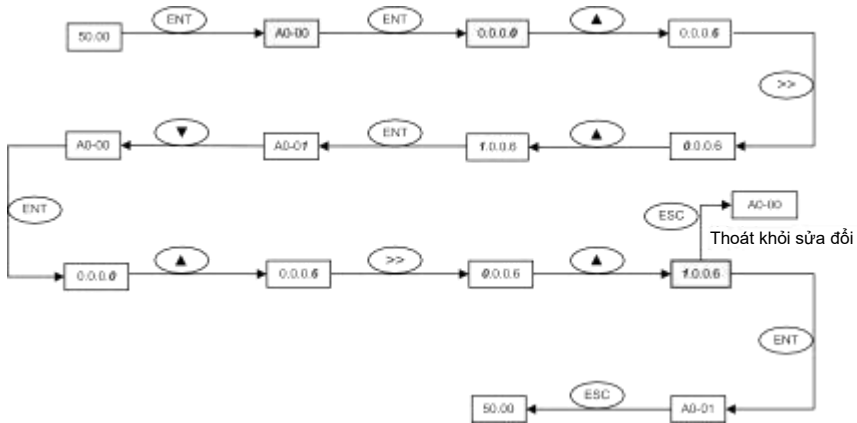 50.00 ENT A0-00 ENT 0.0.0.0 ▲ 0.0.0.6
>>
A0-00 ▼ A0-01 ENT 1.0.0.6 ▲ 0.0.0.6
ENT
ESC A0-00
Thoát khỏi sửa đổi
0.0.0.0 ▲ 0.0.0.6 >> 0.0.0.6 ▲ 1.0.0.6
ENT
50.00 ESC A0-01